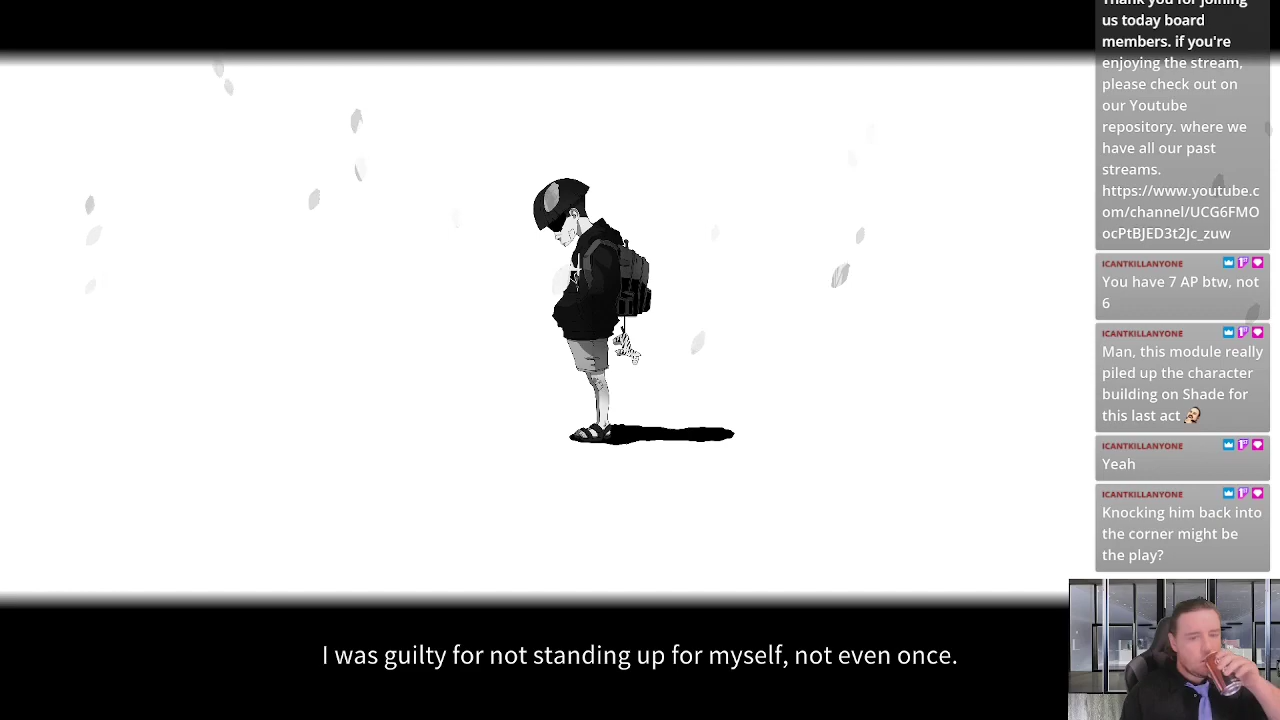 Thank you for joining
us today board
members. if you're
enjoying the stream,
please check out on
our Youtube
repository. where we
have all our past
streams.
https://www.youtube.c
om/channel/UCG6FMO
ocPtBJED3t2Jc_zuw
ICANTKILLANYONE
You have 7 AP btw, not
6
ICANTKILLANYONE
Man, this module really
piled up the character
building on Shade for
this last act
ICANTKILLANYONE
Yeah
ICANTKILLANYONE
Knocking him back into
the corner might be
the play?
I was guilty for not standing up for myself, not even once.